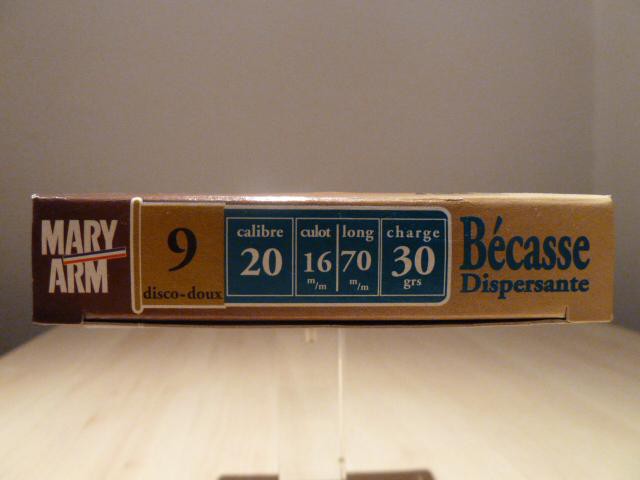 MARY
ARM
9
disco-doux
calibre
20
culot
16
m/m
long
70
m/m
charge
30
grs
Bécasse
Dispersante